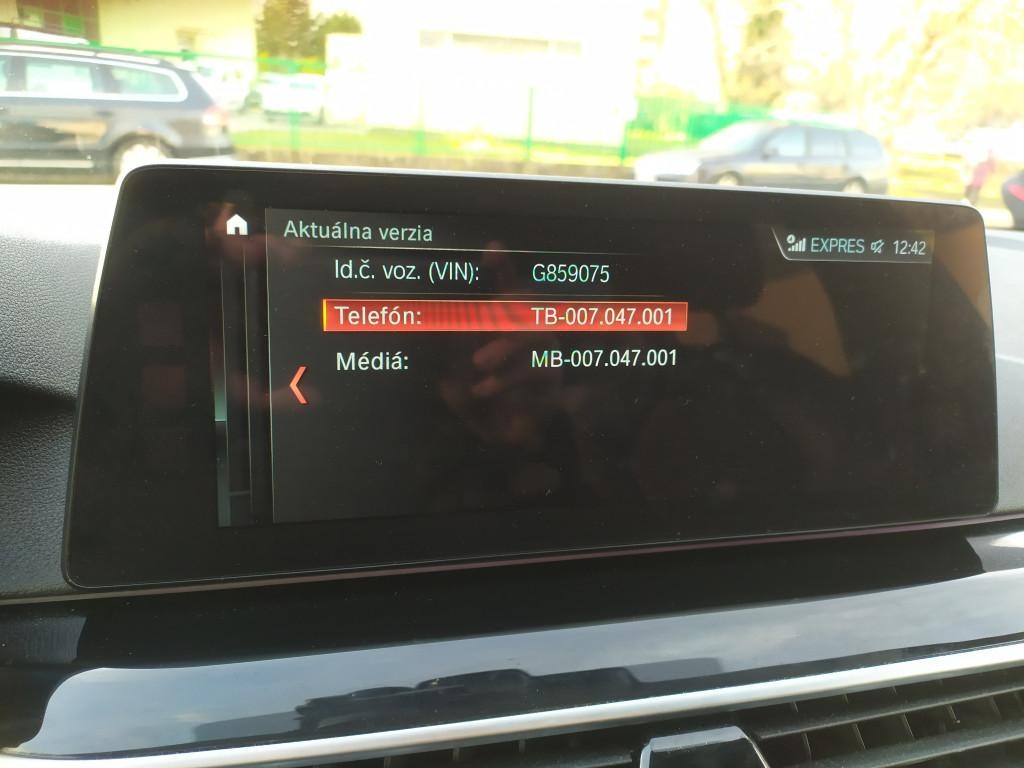 Aktuálna verzia
EXPRES 12:42
Id.č. voz. (VIN): G859075
Telefón: TB-007.047.001
Médiá: MB-007.047.001